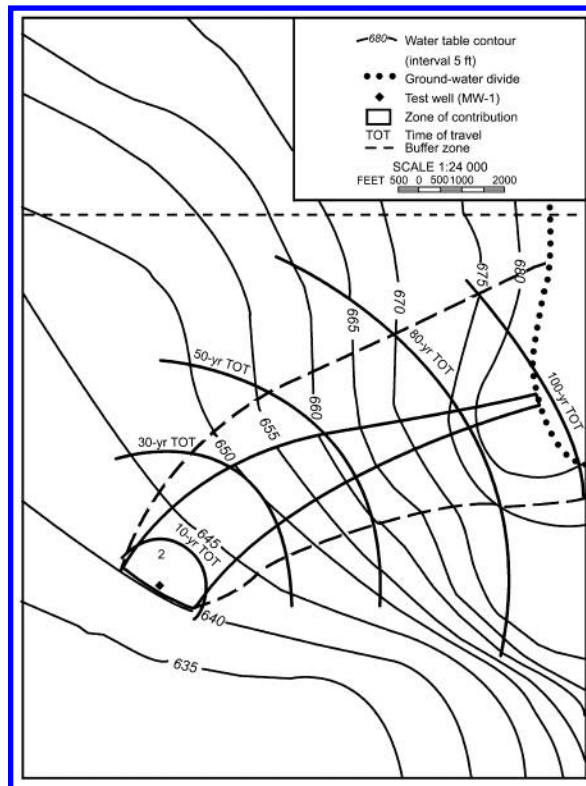 680 Water table contour
(interval 5 ft)
Ground-water divide
Test well (MW-1)
Zone of contribution
TOT Time of travel
Buffer zone
SCALE 1:24 000
FEET 500 0 500 1000 2000
680
675
670
665
660
655
650
645
640
635
100-yr TOT
80-yr TOT
50-yr TOT
30-yr TOT
10-yr TOT
2